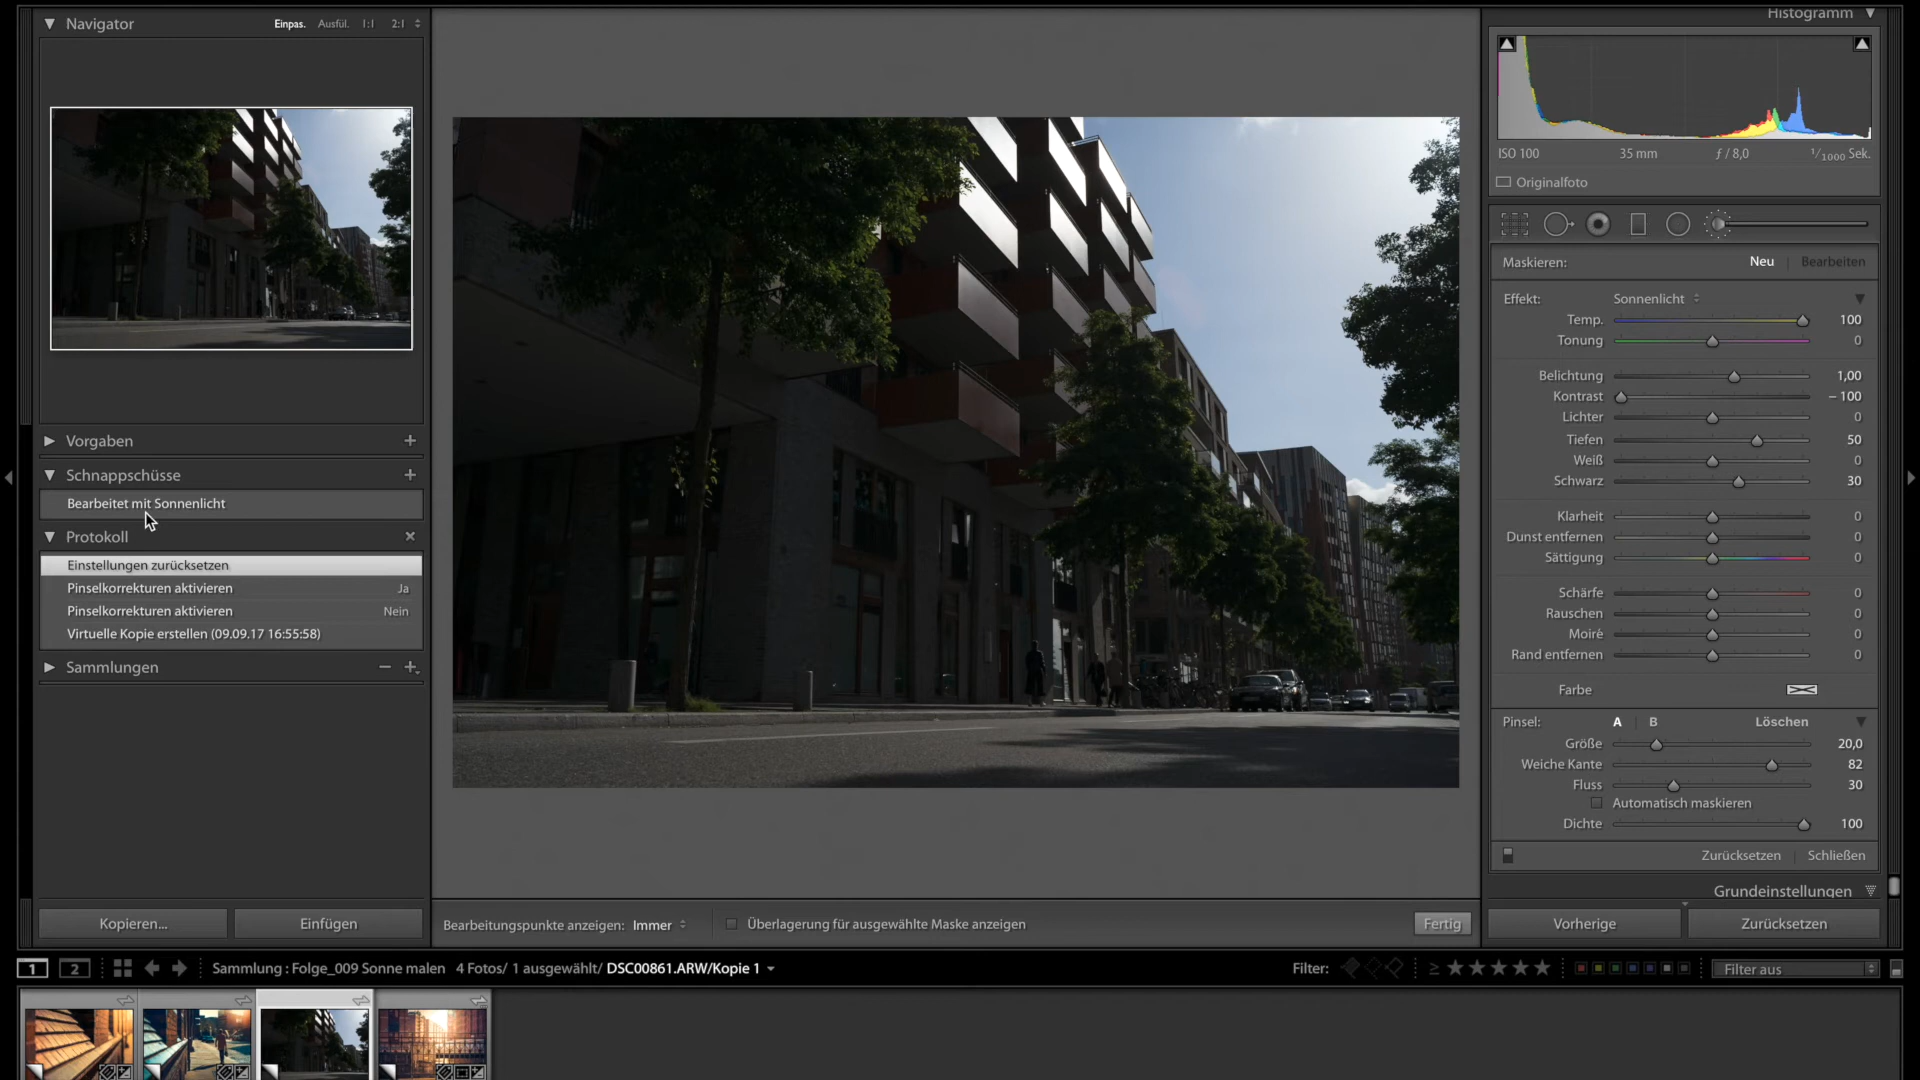 Navigator
Einpas. Ausfül. 1:1 2:1
Vorgaben
Schnappschüsse
Bearbeitet mit Sonnenlicht
Protokoll
Einstellungen zurücksetzen
Pinselkorrekturen aktivieren Ja
Pinselkorrekturen aktivieren Nein
Virtuelle Kopie erstellen (09.09.17 16:55:58)
Sammlungen
Kopieren...
Einfügen
Bearbeitungspunkte anzeigen: Immer
Überlagerung für ausgewählte Maske anzeigen
Fertig
Histogramm
ISO 100 35 mm ƒ / 8,0 1/1000 Sek.
Originalfoto
Maskieren: Neu Bearbeiten
Effekt: Sonnenlicht
Temp. 100
Tonung 0
Belichtung 1,00
Kontrast – 100
Lichter 0
Tiefen 50
Weiß 0
Schwarz 30
Klarheit 0
Dunst entfernen 0
Sättigung 0
Schärfe 0
Rauschen 0
Moiré 0
Rand entfernen 0
Farbe
Pinsel: A B Löschen
Größe 20,0
Weiche Kante 82
Fluss 30
Automatisch maskieren
Dichte 100
Zurücksetzen Schließen
Grundeinstellungen
Vorherige
Zurücksetzen
1 2 Sammlung : Folge_009 Sonne malen 4 Fotos/ 1 ausgewählt/ DSC00861.ARW/Kopie 1
Filter: ≥ ★★★★★ Filter aus